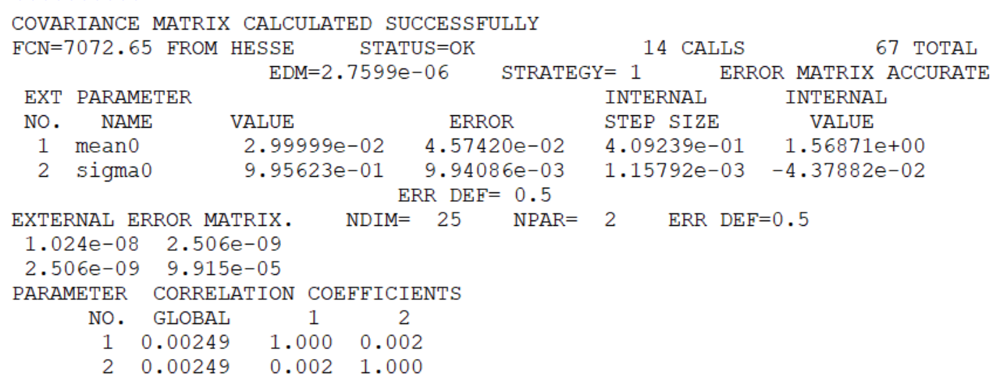 COVARIANCE MATRIX CALCULATED SUCCESSFULLY
FCN=7072.65 FROM HESSE     STATUS=OK             14 CALLS          67 TOTAL
                    EDM=2.7599e-06    STRATEGY= 1      ERROR MATRIX ACCURATE
 EXT PARAMETER                                INTERNAL      INTERNAL
 NO.   NAME      VALUE            ERROR       STEP SIZE       VALUE
  1  mean0        2.99999e-02   4.57420e-02   4.09239e-01   1.56871e+00
  2  sigma0       9.95623e-01   9.94086e-03   1.15792e-03  -4.37882e-02
                              ERR DEF= 0.5
EXTERNAL ERROR MATRIX.    NDIM=  25    NPAR=  2    ERR DEF=0.5
 1.024e-08  2.506e-09
 2.506e-09  9.915e-05
PARAMETER  CORRELATION COEFFICIENTS
      NO.  GLOBAL      1      2
       1  0.00249   1.000  0.002
       2  0.00249   0.002  1.000